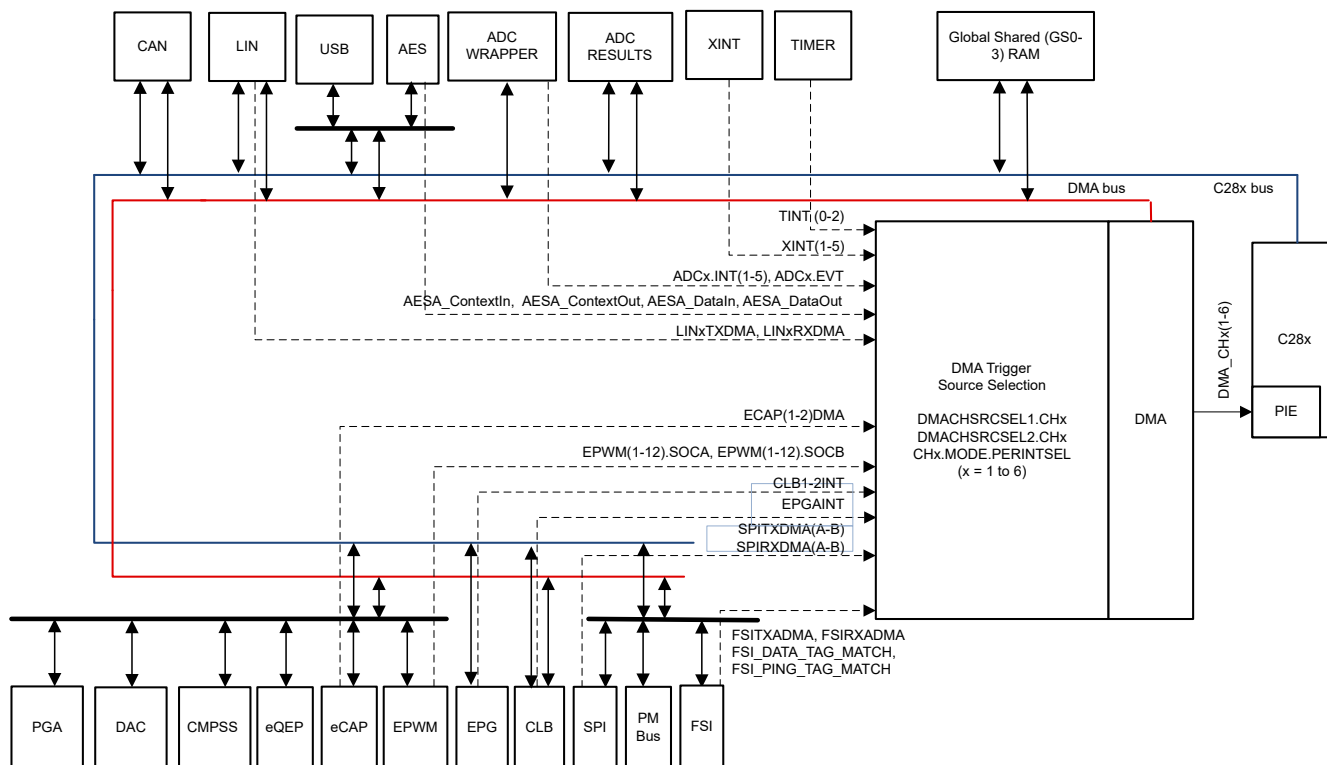 CAN
LIN
USB
AES
ADC
WRAPPER
ADC
RESULTS
XINT
TIMER
Global Shared (GS0-
3) RAM
DMA bus
C28x bus
TINT (0-2)
XINT(1-5)
ADCx.INT(1-5), ADCx.EVT
AESA_ContextIn, AESA_ContextOut, AESA_DataIn, AESA_DataOut
LINxTXDMA, LINxRXDMA
ECAP(1-2)DMA
EPWM(1-12).SOCA, EPWM(1-12).SOCB
CLB1-2INT
EPGAINT
SPITXDMA(A-B)
SPIRXDMA(A-B)
FSITXADMA, FSIRXADMA
FSI_DATA_TAG_MATCH,
FSI_PING_TAG_MATCH
DMA Trigger
Source Selection
DMACHSRCSEL1.CHx
DMACHSRCSEL2.CHx
CHx.MODE.PERINTSEL
(x = 1 to 6)
DMA
DMA_CHx(1-6)
C28x
PIE
PGA
DAC
CMPSS
eQEP
eCAP
EPWM
EPG
CLB
SPI
PM
Bus
FSI